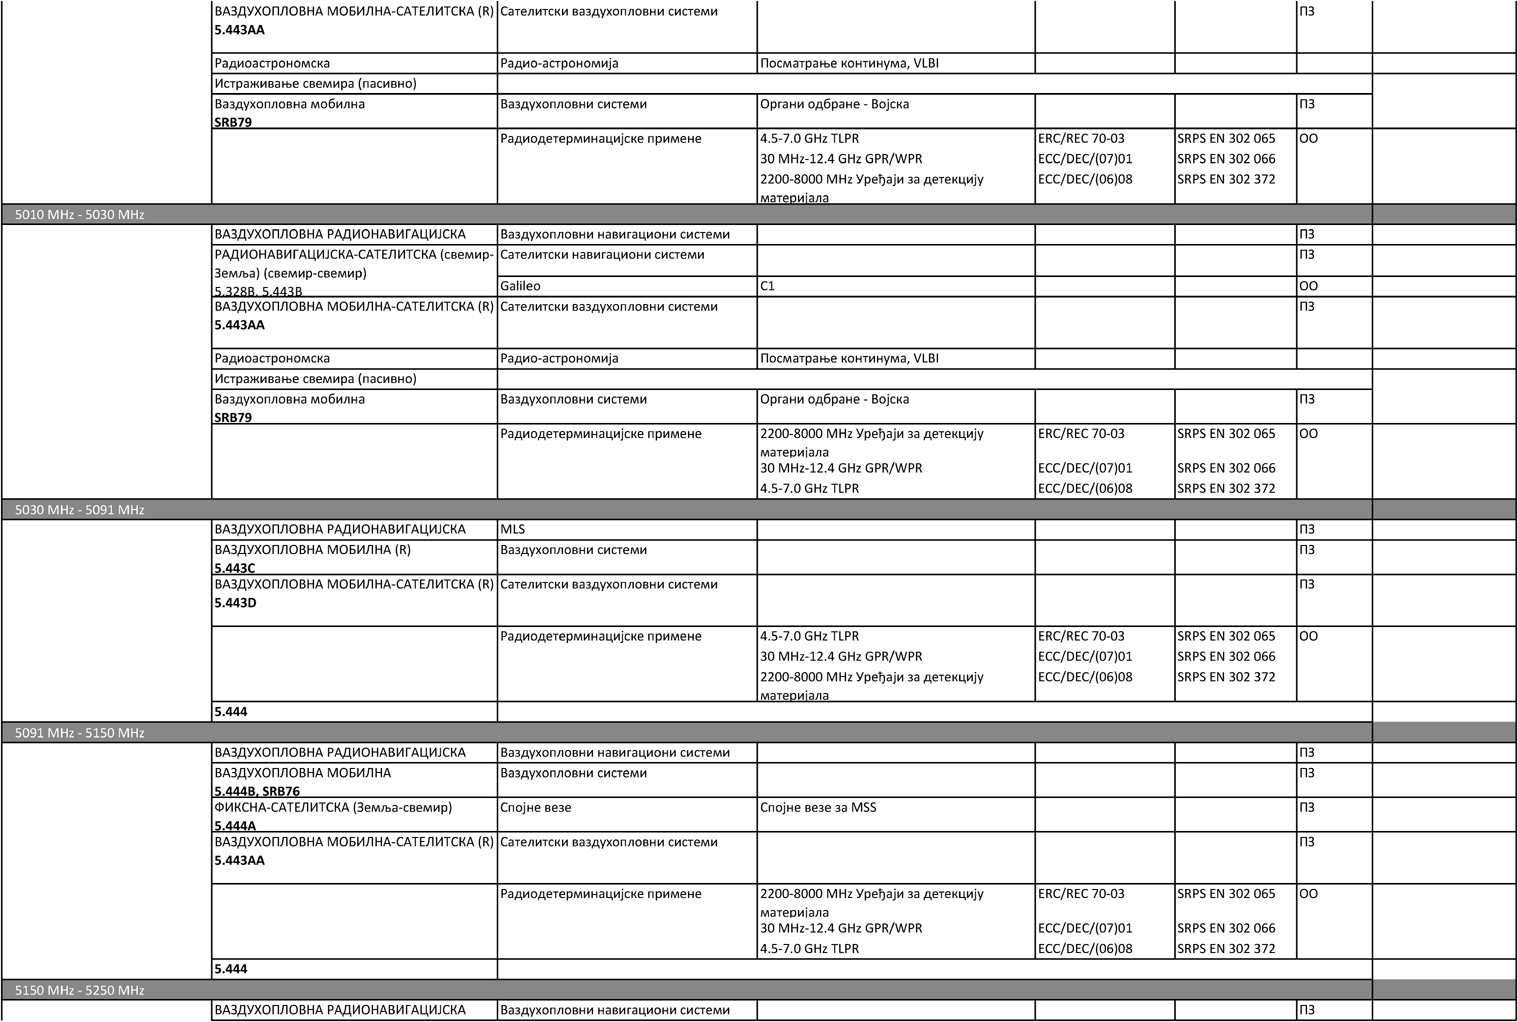 ВАЗДУХОПЛОВНА МОБИЛНА-САТЕЛИТСКА (R) Сателитски ваздухопловни системи ПЗ
5.443AA
Радиоастрономска Радио-астрономија Посматрање континума, VLBI
Истраживање свемира (пасивно)
Ваздухопловна мобилна Ваздухопловни системи Органи одбране - Војска ПЗ
SRB79
Радиодетерминацијске примене 4.5-7.0 GHz TLPR ERC/REC 70-03 SRPS EN 302 065 ОО
30 MHz-12.4 GHz GPR/WPR ECC/DEC/(07)01 SRPS EN 302 066
2200-8000 MHz Уређаји за детекцију ECC/DEC/(06)08 SRPS EN 302 372
материјала
5010 MHz - 5030 MHz
ВАЗДУХОПЛОВНА РАДИОНАВИГАЦИЈСКА Ваздухопловни навигациони системи ПЗ
РАДИОНАВИГАЦИЈСКА-САТЕЛИТСКА (свемир- Сателитски навигациони системи ПЗ
Земља) (свемир-свемир)
5.328B, 5.443B Galileo C1 ОО
ВАЗДУХОПЛОВНА МОБИЛНА-САТЕЛИТСКА (R) Сателитски ваздухопловни системи ПЗ
5.443AA
Радиоастрономска Радио-астрономија Посматрање континума, VLBI
Истраживање свемира (пасивно)
Ваздухопловна мобилна Ваздухопловни системи Органи одбране - Војска ПЗ
SRB79
Радиодетерминацијске примене 2200-8000 MHz Уређаји за детекцију ERC/REC 70-03 SRPS EN 302 065 ОО
материјала
30 MHz-12.4 GHz GPR/WPR ECC/DEC/(07)01 SRPS EN 302 066
4.5-7.0 GHz TLPR ECC/DEC/(06)08 SRPS EN 302 372
5030 MHz - 5091 MHz
ВАЗДУХОПЛОВНА РАДИОНАВИГАЦИЈСКА MLS ПЗ
ВАЗДУХОПЛОВНА МОБИЛНА (R) Ваздухопловни системи ПЗ
5.443C
ВАЗДУХОПЛОВНА МОБИЛНА-САТЕЛИТСКА (R) Сателитски ваздухопловни системи ПЗ
5.443D
Радиодетерминацијске примене 4.5-7.0 GHz TLPR ERC/REC 70-03 SRPS EN 302 065 ОО
30 MHz-12.4 GHz GPR/WPR ECC/DEC/(07)01 SRPS EN 302 066
2200-8000 MHz Уређаји за детекцију ECC/DEC/(06)08 SRPS EN 302 372
материјала
5.444
5091 MHz - 5150 MHz
ВАЗДУХОПЛОВНА РАДИОНАВИГАЦИЈСКА Ваздухопловни навигациони системи ПЗ
ВАЗДУХОПЛОВНА МОБИЛНА Ваздухопловни системи ПЗ
5.444B, SRB76
ФИКСНА-САТЕЛИТСКА (Земља-свемир) Спојне везе Спојне везе за MSS ПЗ
5.444A
ВАЗДУХОПЛОВНА МОБИЛНА-САТЕЛИТСКА (R) Сателитски ваздухопловни системи ПЗ
5.443AA
Радиодетерминацијске примене 2200-8000 MHz Уређаји за детекцију ERC/REC 70-03 SRPS EN 302 065 ОО
материјала
30 MHz-12.4 GHz GPR/WPR ECC/DEC/(07)01 SRPS EN 302 066
4.5-7.0 GHz TLPR ECC/DEC/(06)08 SRPS EN 302 372
5.444
5150 MHz - 5250 MHz
ВАЗДУХОПЛОВНА РАДИОНАВИГАЦИЈСКА Ваздухопловни навигациони системи ПЗ